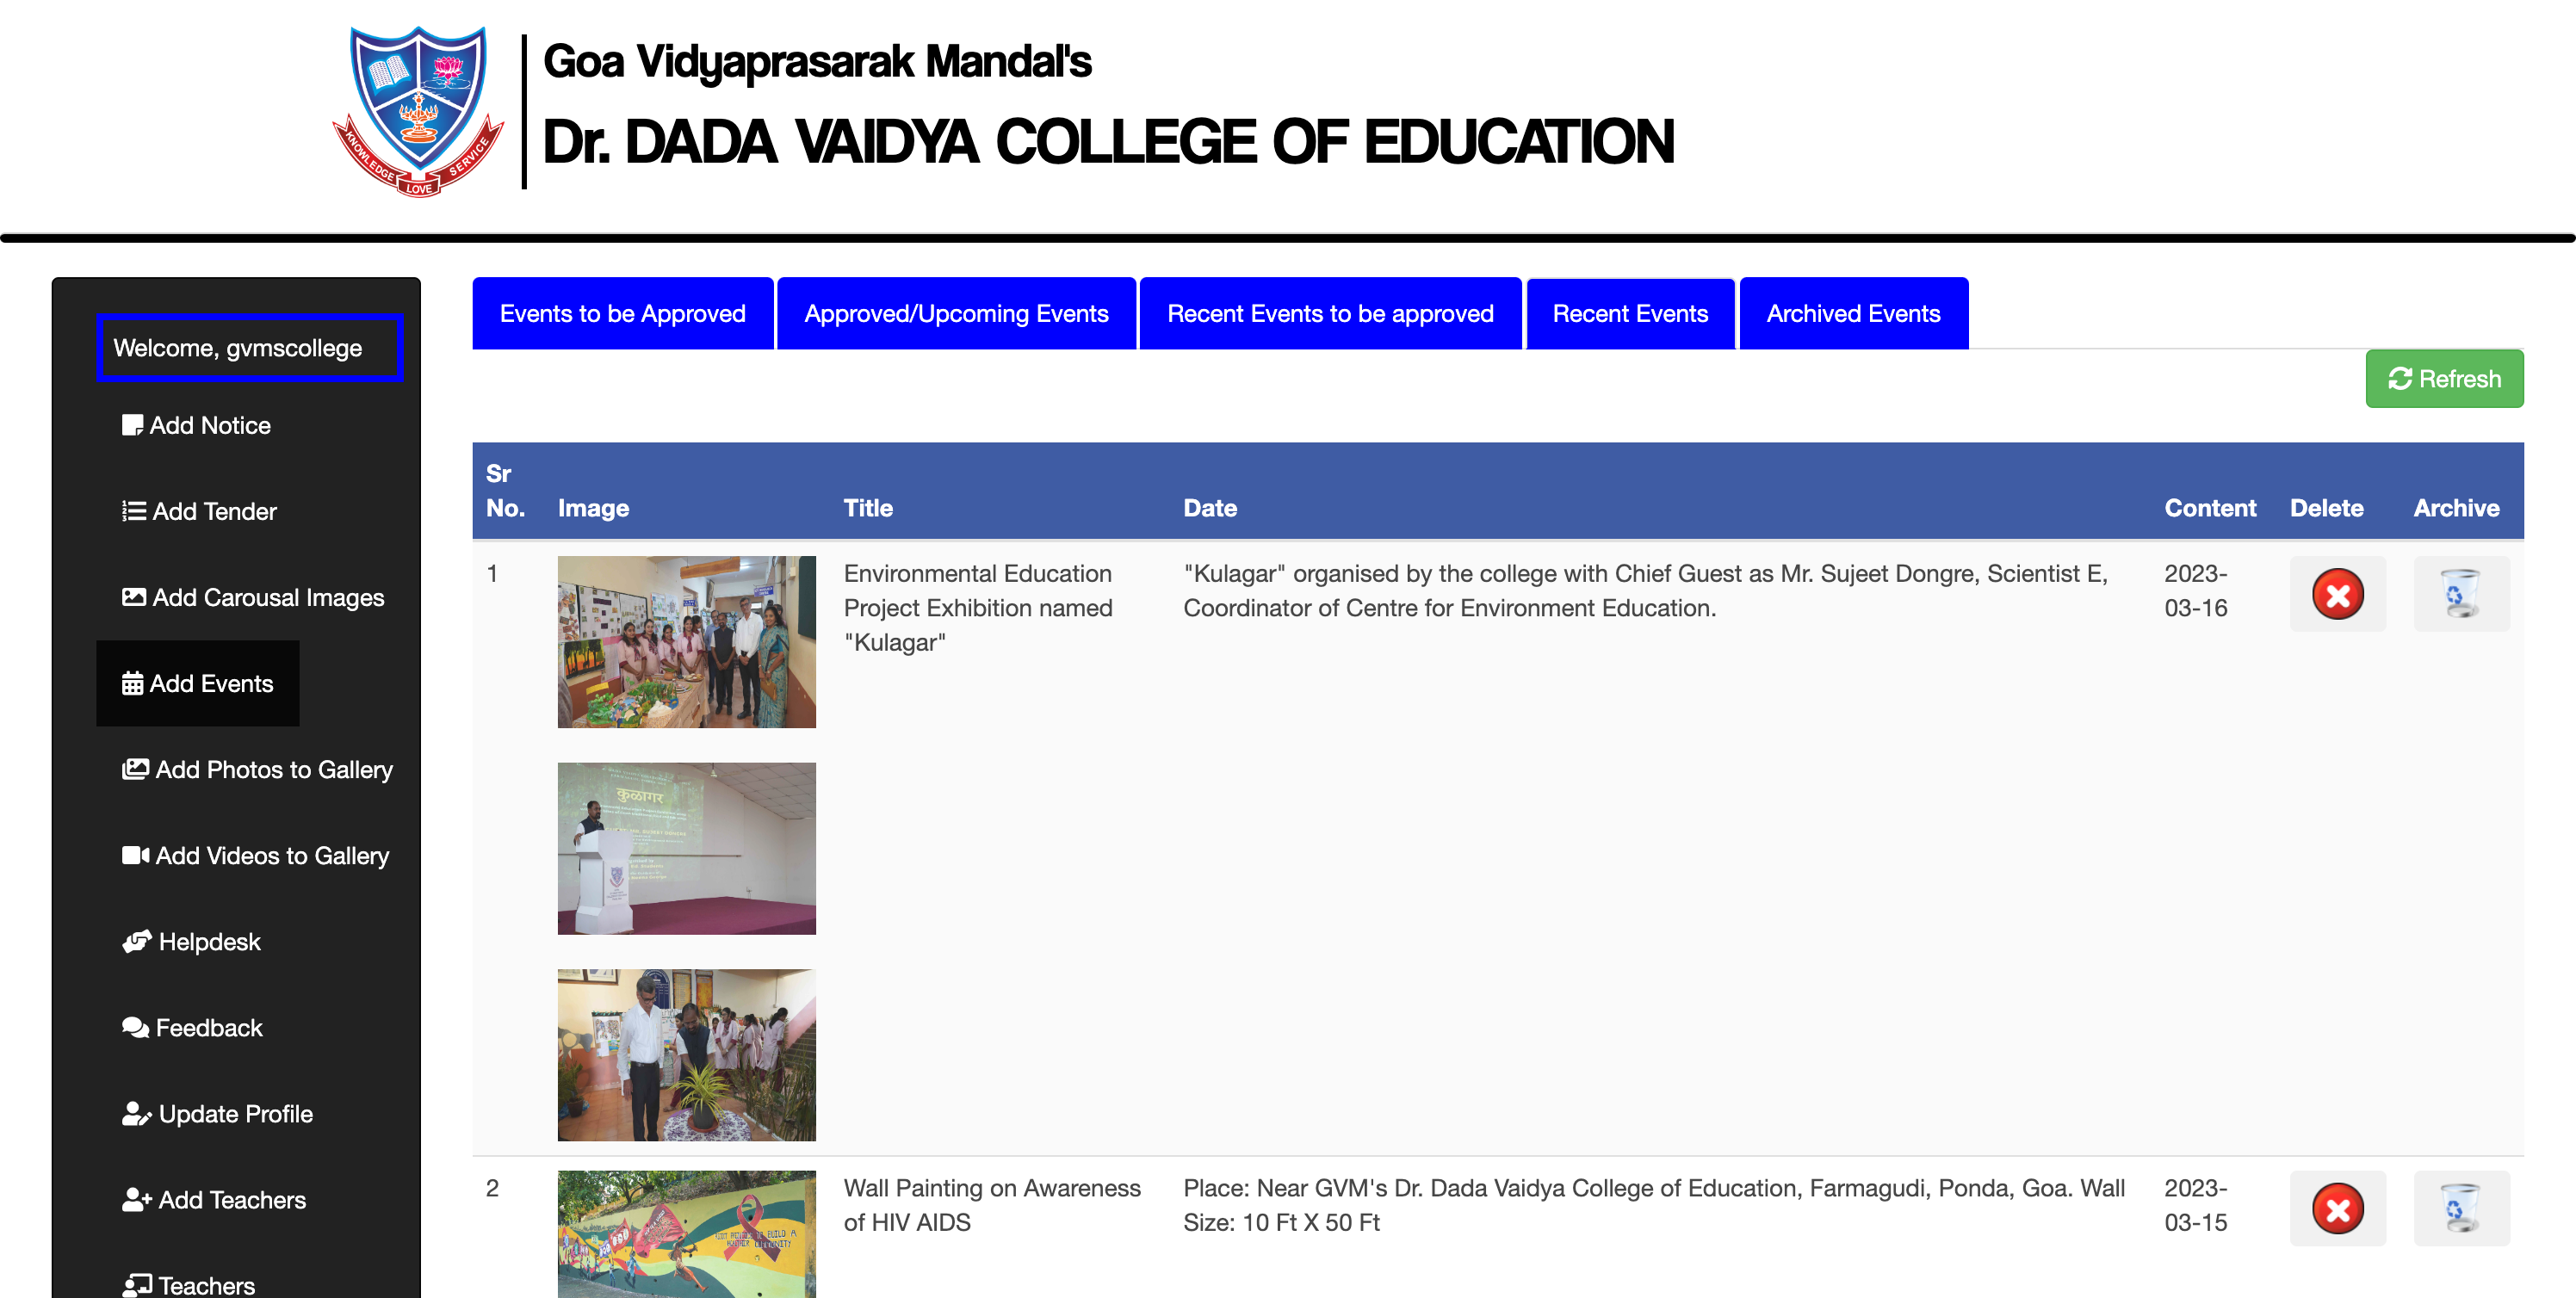 Goa Vidyaprasarak Mandal's
Dr. DADA VAIDYA COLLEGE OF EDUCATION
KNOWLEDGE LOVE SERVICE
Welcome, gvmscollege
Add Notice
Add Tender
Add Carousal Images
Add Events
Add Photos to Gallery
Add Videos to Gallery
Helpdesk
Feedback
Update Profile
Add Teachers
Teachers
Events to be Approved
Approved/Upcoming Events
Recent Events to be approved
Recent Events
Archived Events
Refresh
Sr No. Image Title Date Content Delete Archive
1
कुळागर
Environmental Education
Project Exhibition named
"Kulagar"
"Kulagar" organised by the college with Chief Guest as Mr. Sujeet Dongre, Scientist E,
Coordinator of Centre for Environment Education.
2023-
03-16
2
Wall Painting on Awareness
of HIV AIDS
Place: Near GVM's Dr. Dada Vaidya College of Education, Farmagudi, Ponda, Goa. Wall
Size: 10 Ft X 50 Ft
2023-
03-15